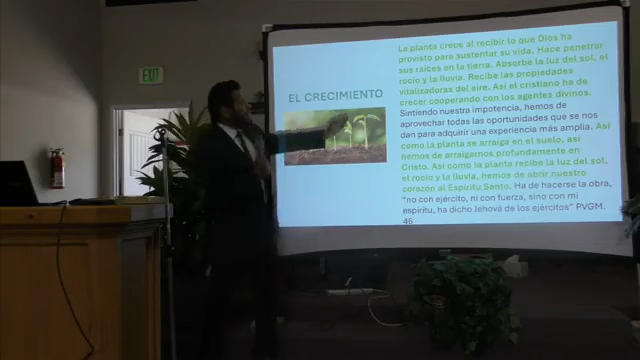 EXIT
EL CRECIMIENTO
La planta crece al recibir lo que Dios ha
provisto para sustentar su vida. Hace penetrar
sus raíces en la tierra. Absorbe la luz del sol, el
rocío y la lluvia. Recibe las propiedades
vitalizadoras del aire. Así el cristiano ha de
crecer cooperando con los agentes divinos.
Sintiendo nuestra impotencia, hemos de
aprovechar todas las oportunidades que se nos
dan para adquirir una experiencia más amplia. Así
como la planta se arraiga en el suelo, así
hemos de arraigarnos profundamente en
Cristo. Así como la planta recibe la luz del sol,
el rocío y la lluvia, hemos de abrir nuestro
corazón al Espíritu Santo. Ha de hacerse la obra,
“no con ejército, ni con fuerza, sino con mi
espíritu, ha dicho Jehová de los ejércitos” PVGM.
46